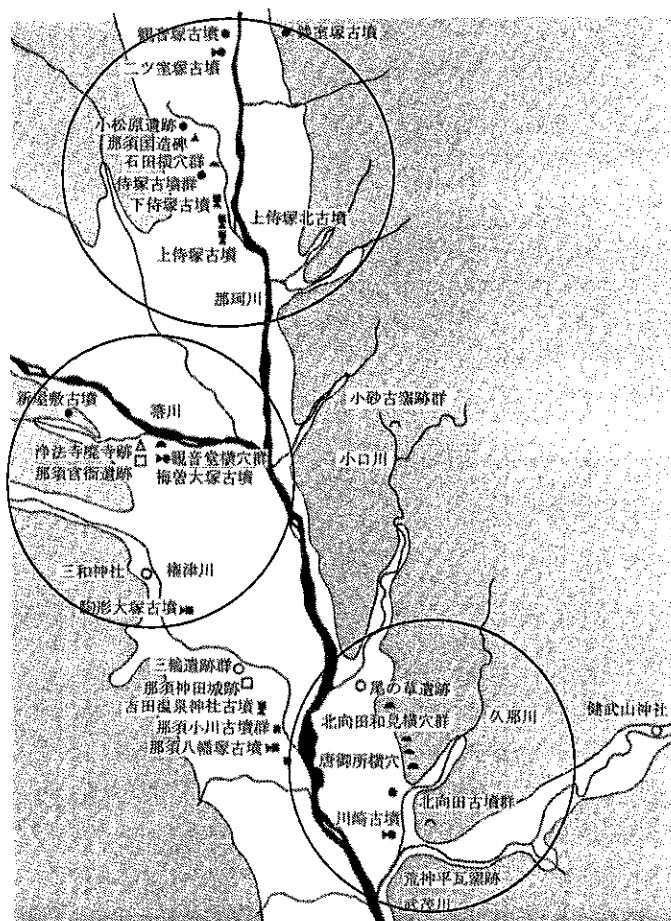 観音塚古墳
二ツ室塚古墳
小松原遺跡
那須国造碑
石田横穴群
侍塚古墳群
下侍塚古墳
上侍塚北古墳
上侍塚古墳
那珂川
新屋敷古墳
箒川
小砂古窯跡群
浄法寺廃寺跡
観音堂横穴群
那須官衙遺跡
梅曽大塚古墳
小口川
三和神社
権津川
駒形大塚古墳
三輪遺跡群
那須神田城跡
吉田温泉神社古墳
那須小川古墳群
那須八幡塚古墳
尾の草遺跡
北向田和見横穴群
久那川
健武山神社
唐御所横穴
北向田古墳群
川崎古墳
荒神平瓦窯跡
武茂川